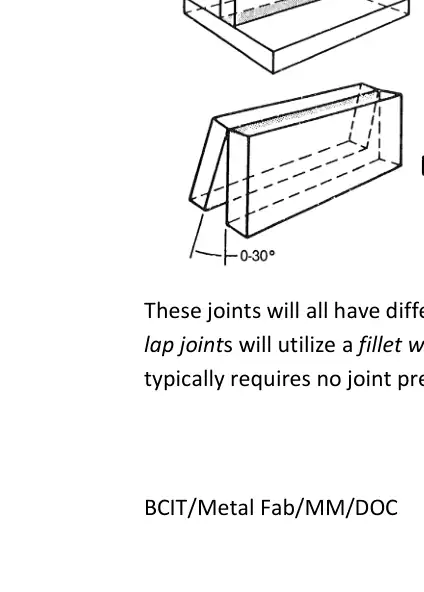 0-30°
These joints will all have diffe
lap joints will utilize a fillet w
typically requires no joint pre
BCIT/Metal Fab/MM/DOC